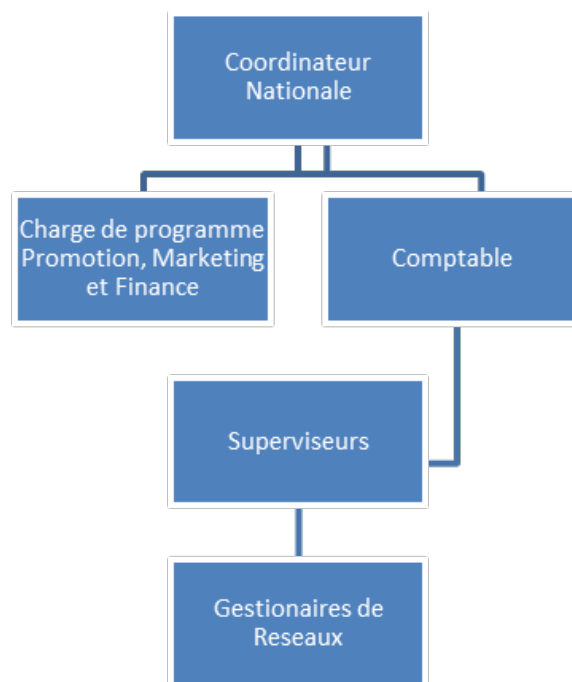 Coordinateur
Nationale
Charge de programme
Promotion, Marketing
et Finance
Comptable
Superviseurs
Gestionaires de
Reseaux